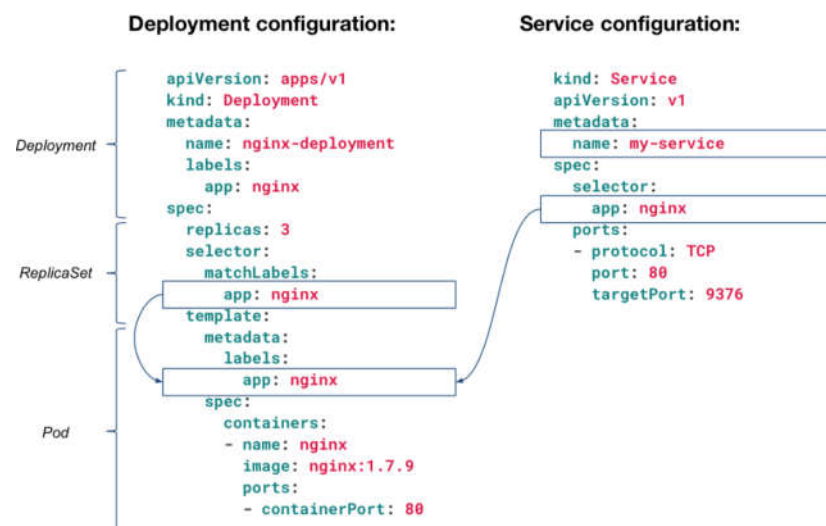 Deployment configuration:
Deployment
apiVersion: apps/v1
kind: Deployment
metadata:
name: nginx-deployment
labels:
app: nginx
spec:
ReplicaSet
replicas: 3
selector:
matchLabels:
app: nginx
template:
Pod
metadata:
labels:
app: nginx
spec:
containers:
- name: nginx
image: nginx:1.7.9
ports:
- containerPort: 80
Service configuration:
kind: Service
apiVersion: v1
metadata:
name: my-service
spec:
selector:
app: nginx
ports:
- protocol: TCP
port: 80
targetPort: 9376